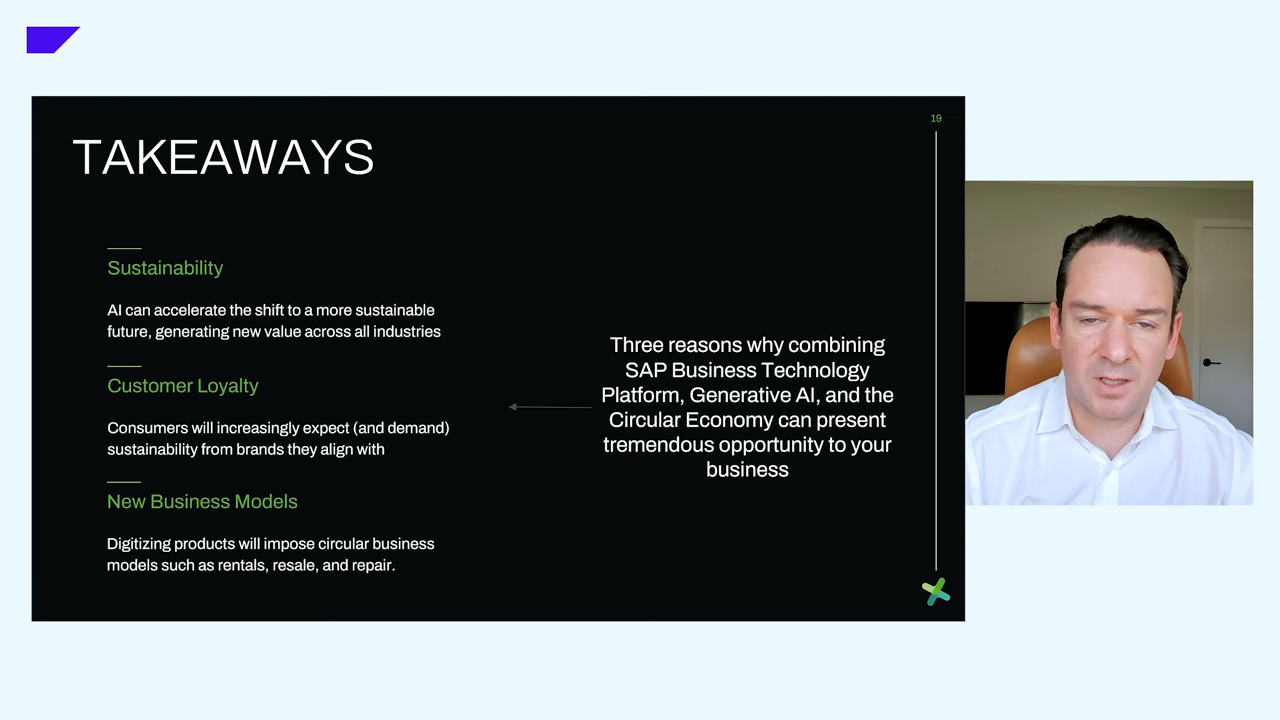 19
TAKEAWAYS
Sustainability
AI can accelerate the shift to a more sustainable
future, generating new value across all industries
Customer Loyalty
Consumers will increasingly expect (and demand)
sustainability from brands they align with
New Business Models
Digitizing products will impose circular business
models such as rentals, resale, and repair.
Three reasons why combining
SAP Business Technology
Platform, Generative AI, and the
Circular Economy can present
tremendous opportunity to your
business